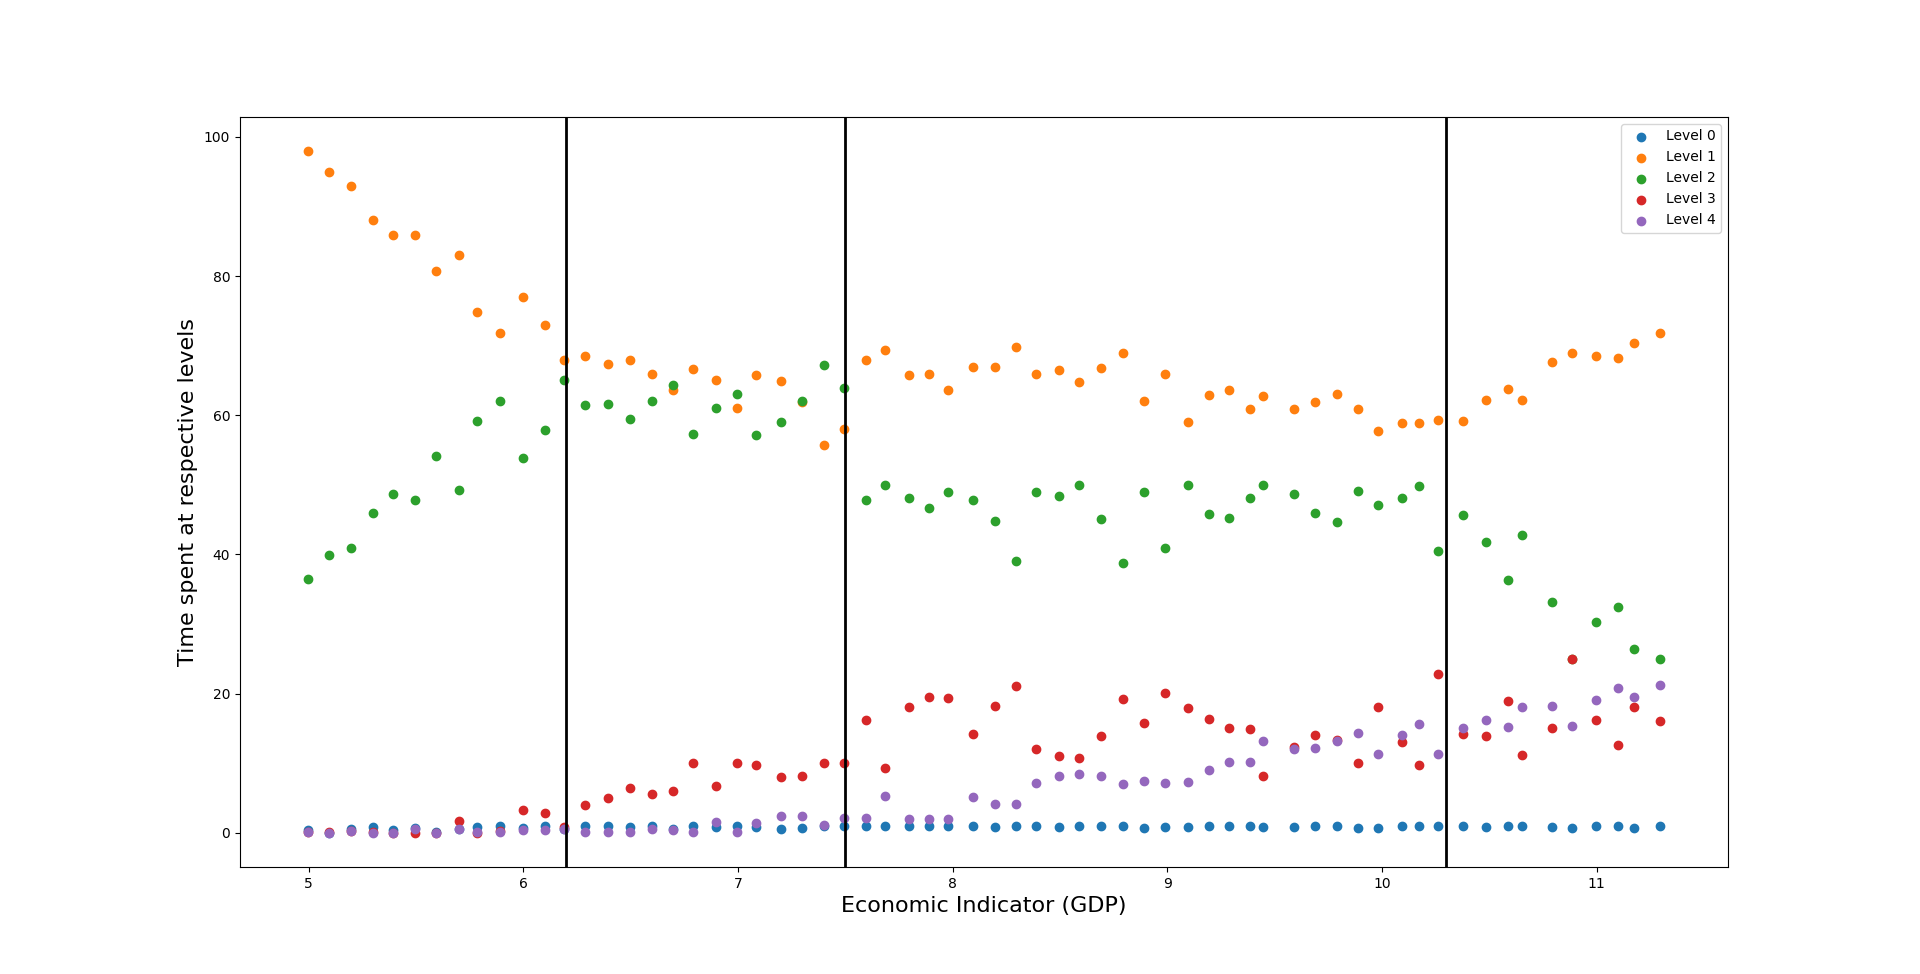 Level 0
Level 1
Level 2
Level 3
Level 4
100
80
60
40
20
0
Time spent at respective levels
5 6 7 8 9 10 11
Economic Indicator (GDP)